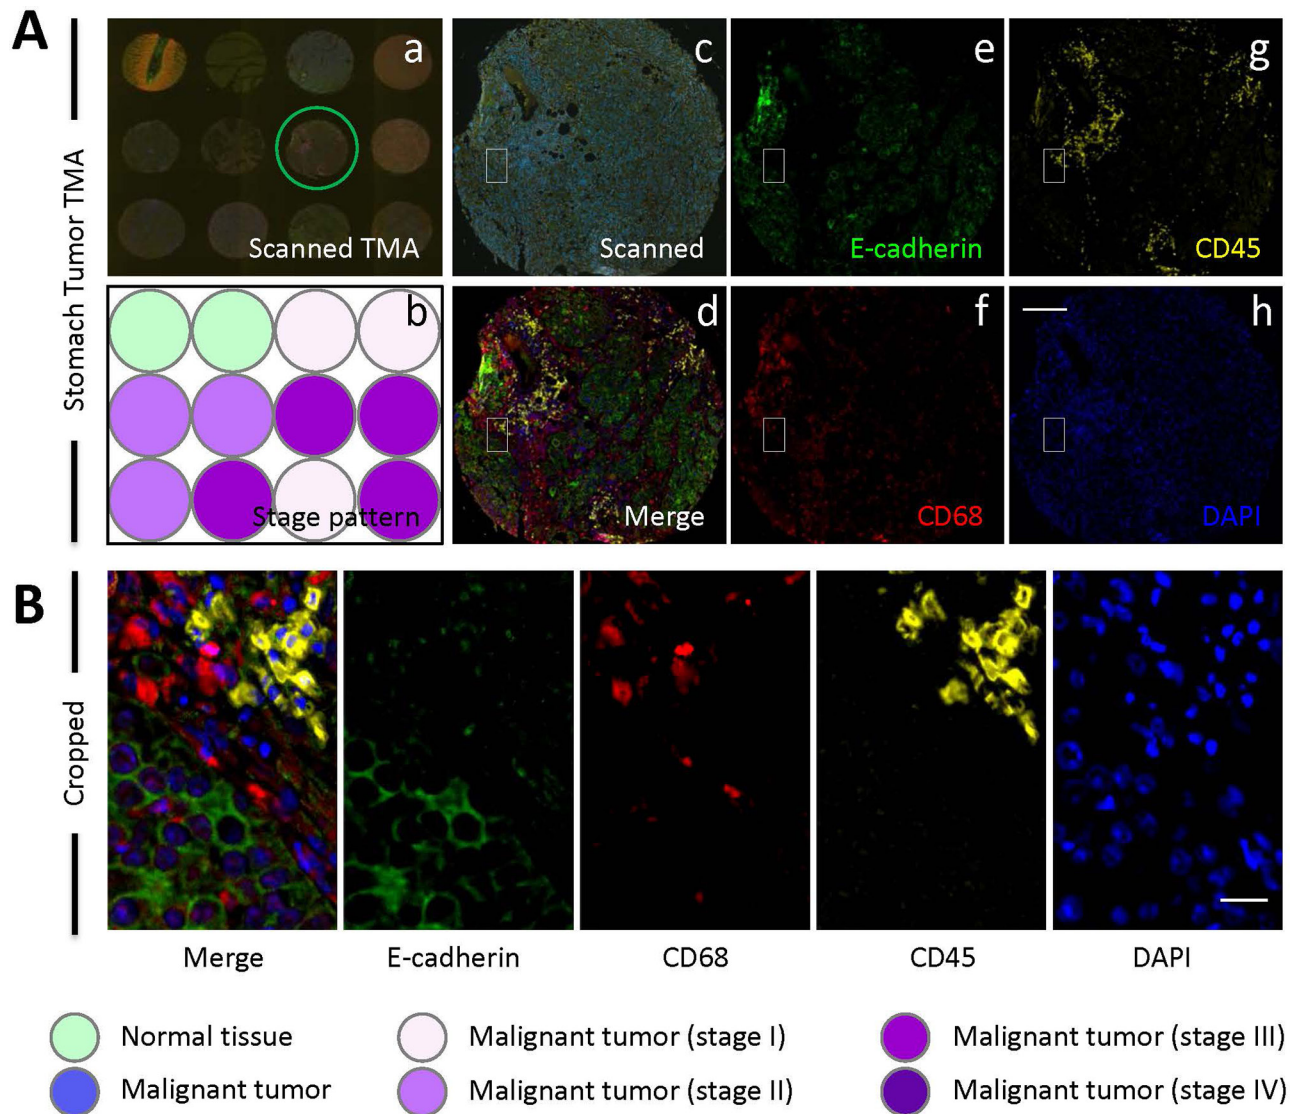 A
Stomach Tumor TMA
a
Scanned TMA
b
Stage pattern
c
Scanned
d
Merge
e
E-cadherin
f
CD68
g
CD45
h
DAPI
B
Cropped
Merge
E-cadherin
CD68
CD45
DAPI
Normal tissue
Malignant tumor (stage I)
Malignant tumor (stage III)
Malignant tumor
Malignant tumor (stage II)
Malignant tumor (stage IV)